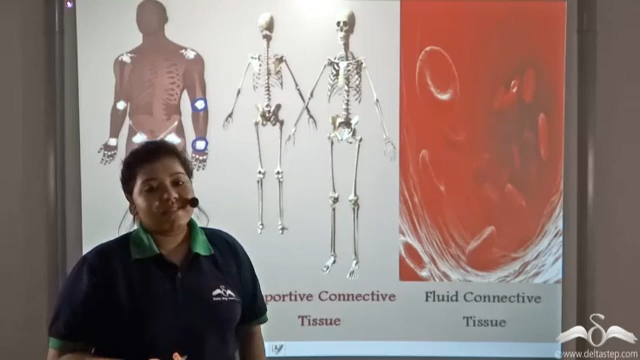 portive Connective
Tissue
Fluid Connective
Tissue
www.deltastep.com